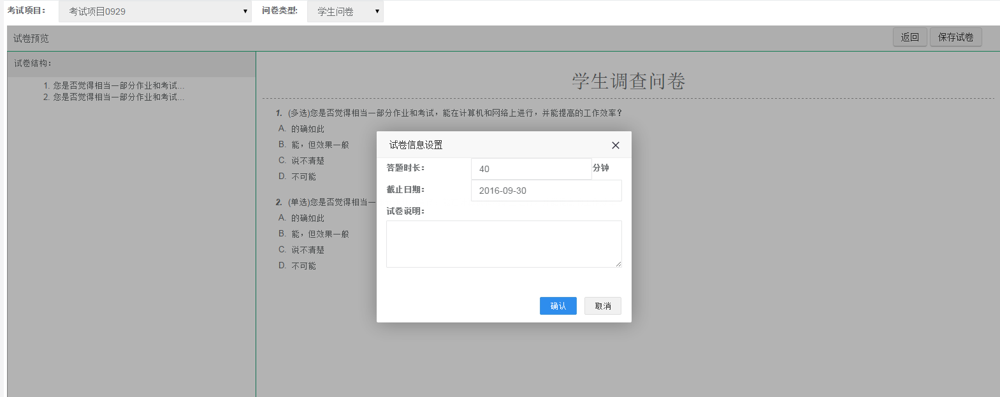 考试项目： 考试项目0929 问卷类型: 学生问卷
试卷预览 返回 保存试卷
试卷结构：
1. 您是否觉得相当一部分作业和考试...
2. 您是否觉得相当一部分作业和考试...
学生调查问卷
1. (多选)您是否觉得相当一部分作业和考试，能在计算机和网络上进行，并能提高的工作效率?
A. 的确如此
B. 能，但效果一般
C. 说不清楚
D. 不可能
2. (单选)您是否觉得相当一
A. 的确如此
B. 能，但效果一般
C. 说不清楚
D. 不可能
试卷信息设置
答题时长： 40 分钟
截止日期： 2016-09-30
试卷说明：
确认 取消